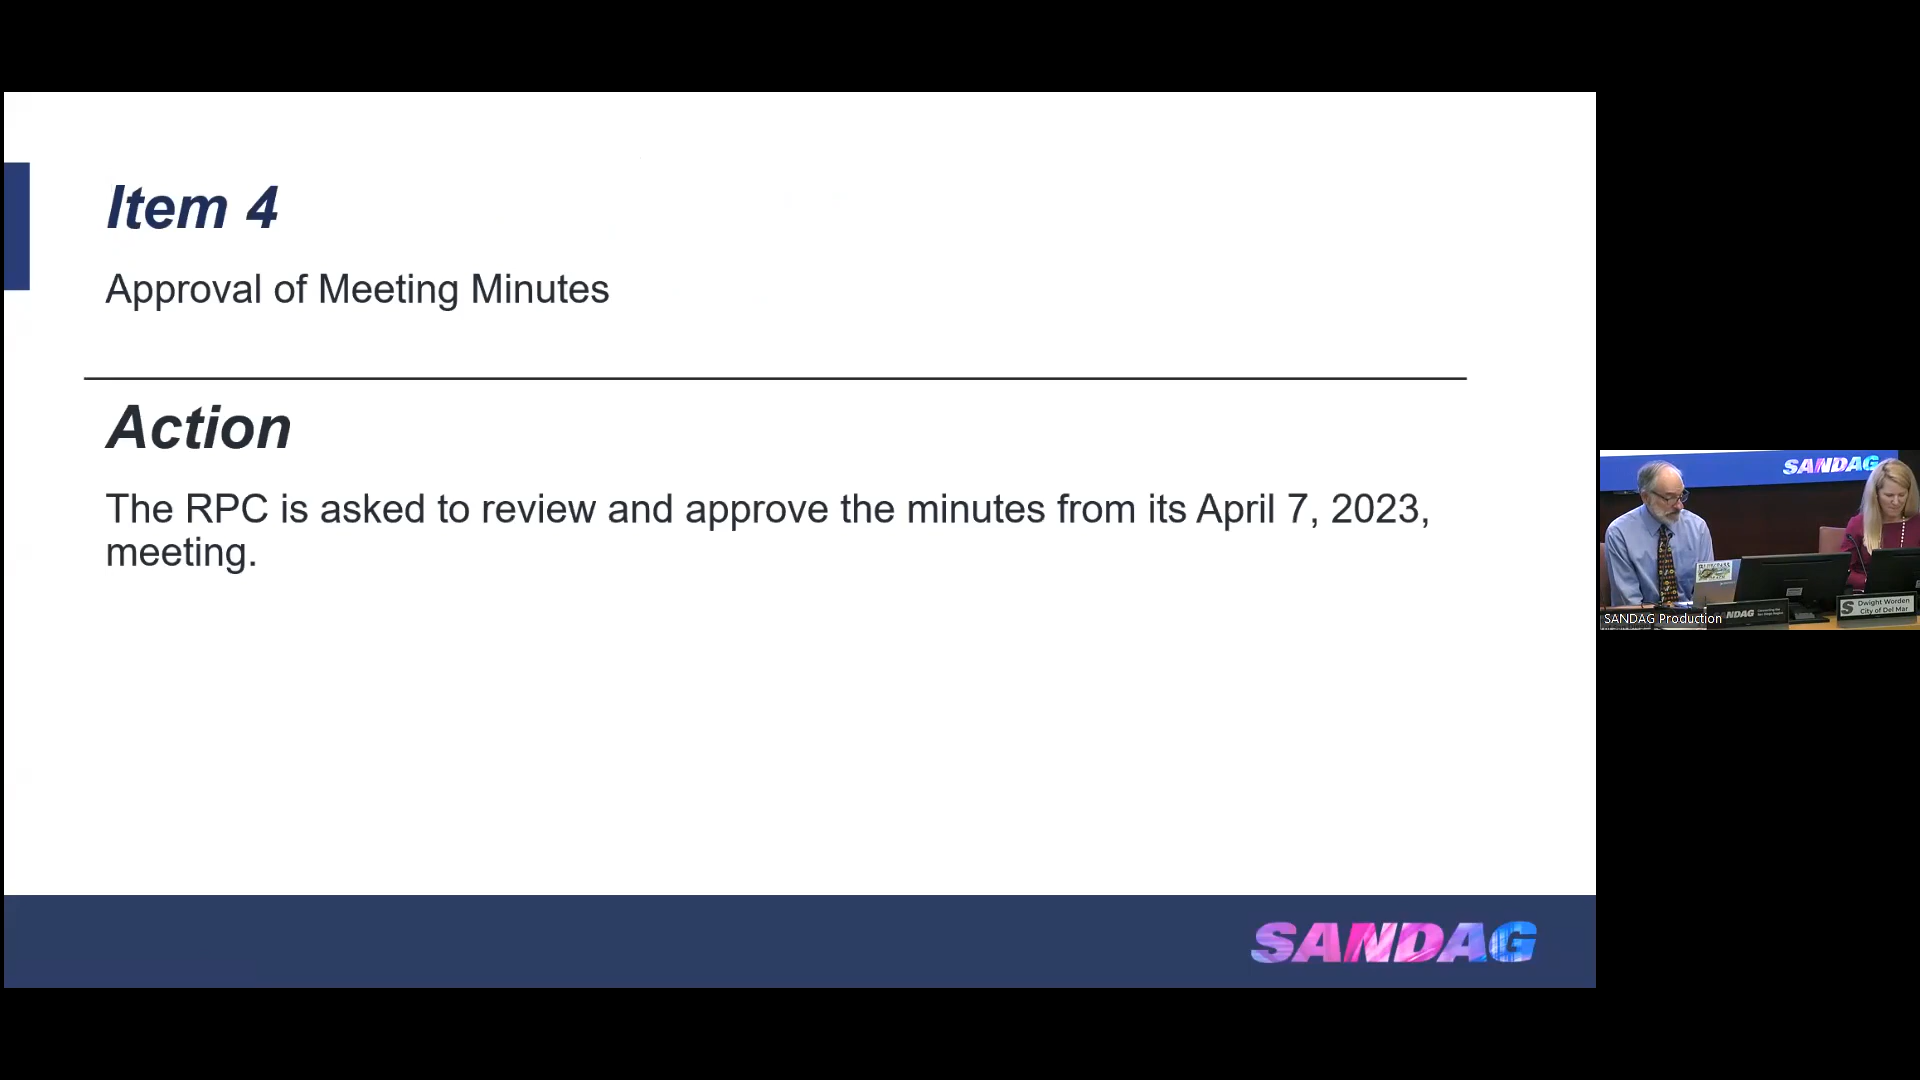 Item 4
Approval of Meeting Minutes
Action
The RPC is asked to review and approve the minutes from its April 7, 2023,
meeting.
SANDAG
SANDAG
SANDAG
Dwight Worden
City of Del Mar
SANDAG Production